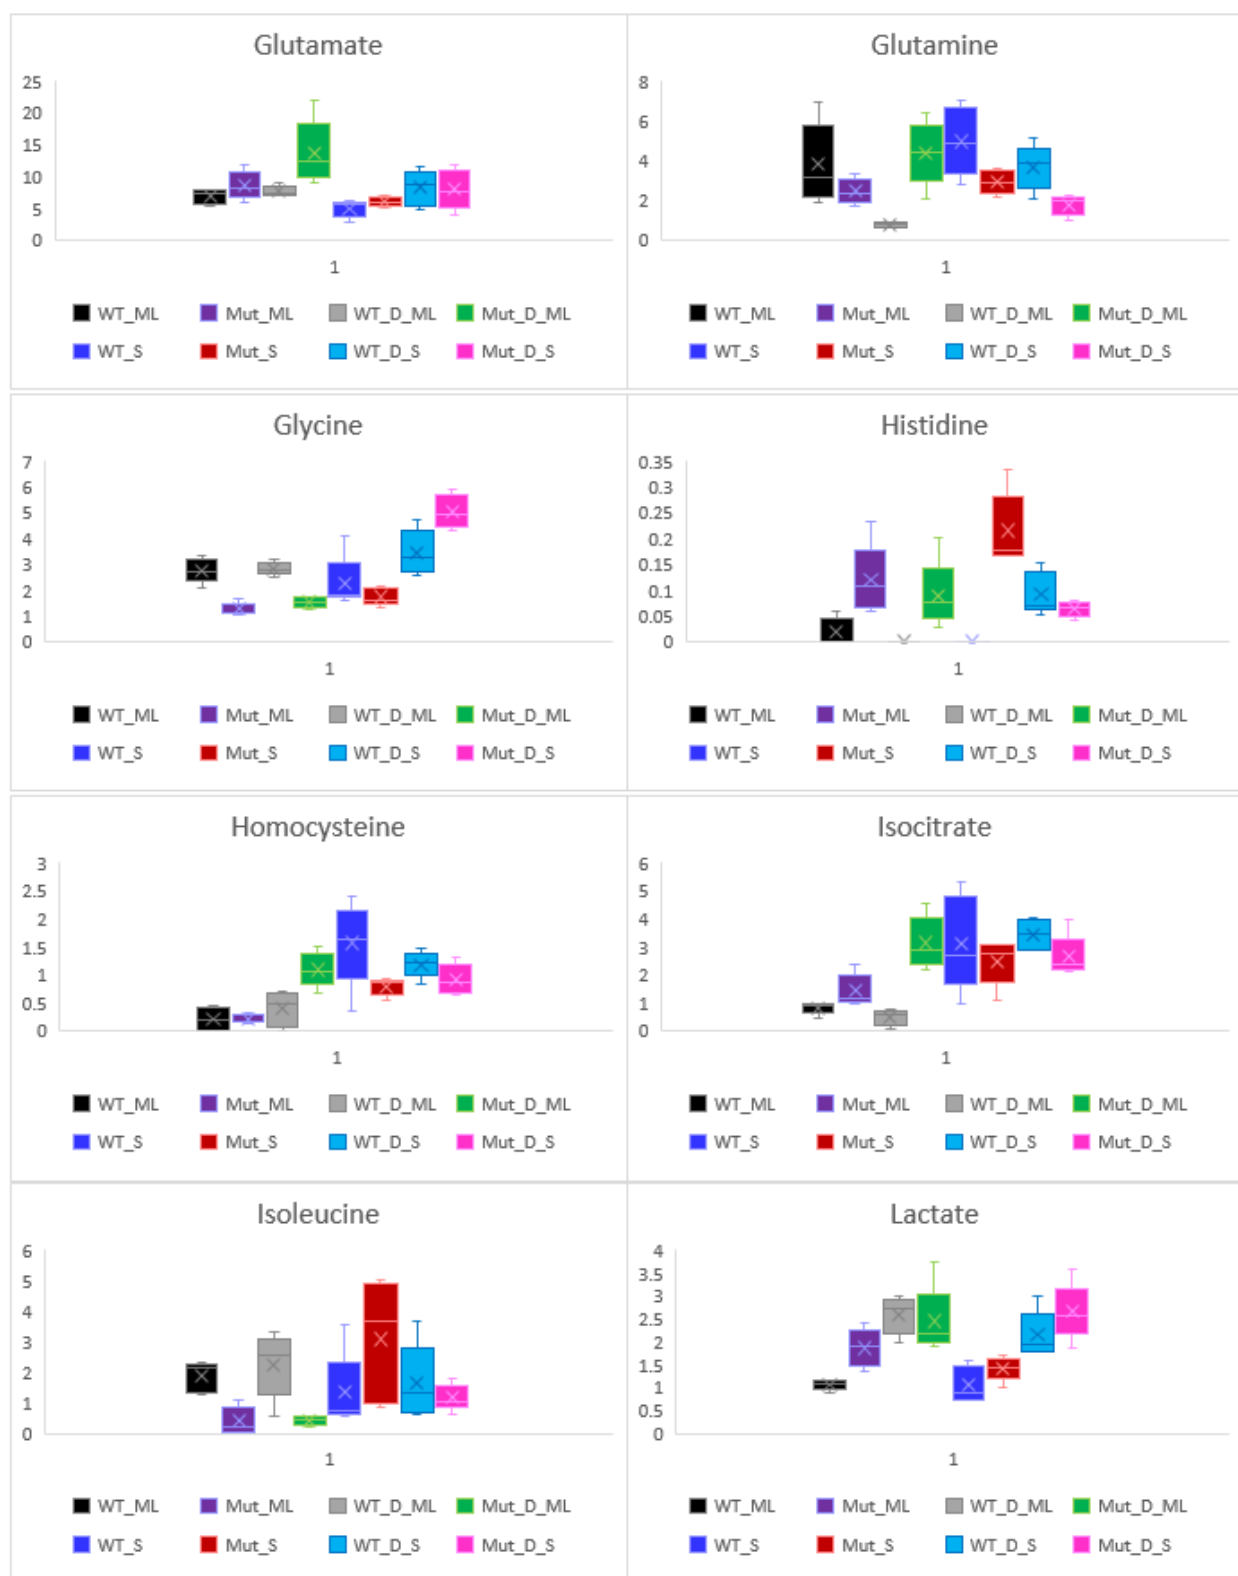 Glutamate
25
20
15
10
5
0
1
WT_ML Mut_ML WT_D_ML Mut_D_ML
WT_S Mut_S WT_D_S Mut_D_S
Glutamine
8
6
4
2
0
1
WT_ML Mut_ML WT_D_ML Mut_D_ML
WT_S Mut_S WT_D_S Mut_D_S
Glycine
7
6
5
4
3
2
1
0
1
WT_ML Mut_ML WT_D_ML Mut_D_ML
WT_S Mut_S WT_D_S Mut_D_S
Histidine
0.35
0.3
0.25
0.2
0.15
0.1
0.05
0
1
WT_ML Mut_ML WT_D_ML Mut_D_ML
WT_S Mut_S WT_D_S Mut_D_S
Homocysteine
3
2.5
2
1.5
1
0.5
0
1
WT_ML Mut_ML WT_D_ML Mut_D_ML
WT_S Mut_S WT_D_S Mut_D_S
Isocitrate
6
5
4
3
2
1
0
1
WT_ML Mut_ML WT_D_ML Mut_D_ML
WT_S Mut_S WT_D_S Mut_D_S
Isoleucine
6
5
4
3
2
1
0
1
WT_ML Mut_ML WT_D_ML Mut_D_ML
WT_S Mut_S WT_D_S Mut_D_S
Lactate
4
3.5
3
2.5
2
1.5
1
0.5
0
1
WT_ML Mut_ML WT_D_ML Mut_D_ML
WT_S Mut_S WT_D_S Mut_D_S